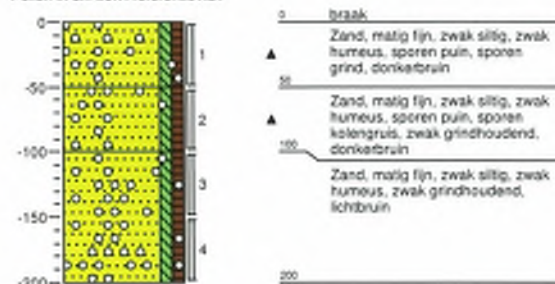 0
-50
-100
-150
-200
1
2
3
4
0
braak
Zand, matig fijn, zwak siltig, zwak
humeus, sporen puin, sporen
grind, donkerbruin
50
Zand, matig fijn, zwak siltig, zwak
humeus, sporen puin, sporen
kolengruis, zwak grindhoudend,
donkerbruin
100
Zand, matig fijn, zwak siltig, zwak
humeus, zwak grindhoudend,
lichtbruin
200